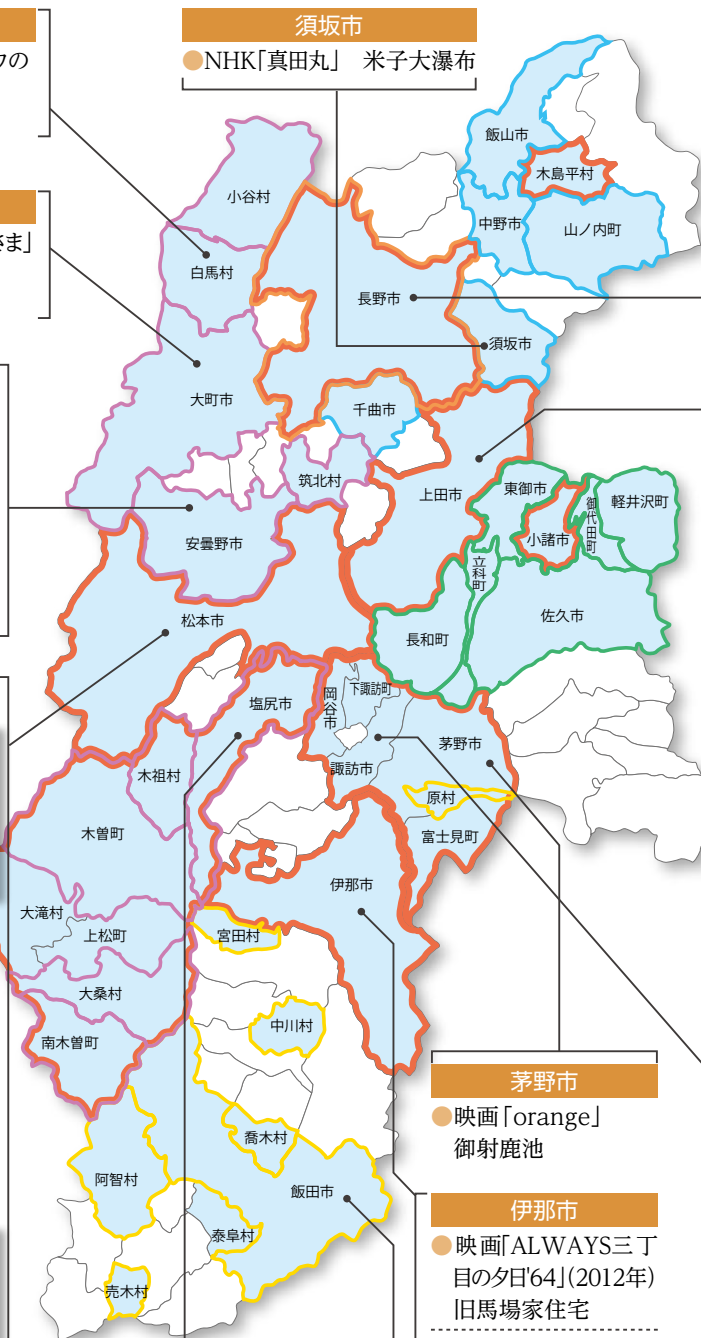 須坂市
●NHK「真田丸」 米子大瀑布
クの
さま」
飯山市
木島平村
小谷村
中野市
山ノ内町
白馬村
長野市
須坂市
大町市
千曲市
筑北村
上田市
東御市
御代田町
軽井沢町
小諸市
安曇野市
立科町
松本市
長和町
佐久市
塩尻市
岡谷市
下諏訪町
茅野市
諏訪市
木祖村
原村
富士見町
木曽町
伊那市
大滝村
上松町
宮田村
大桑村
中川村
南木曽町
喬木村
阿智村
飯田市
泰阜村
売木村
茅野市
●映画「orange」
御射鹿池
伊那市
●映画「ALWAYS三丁
目の夕日'64」(2012年)
旧馬場家住宅